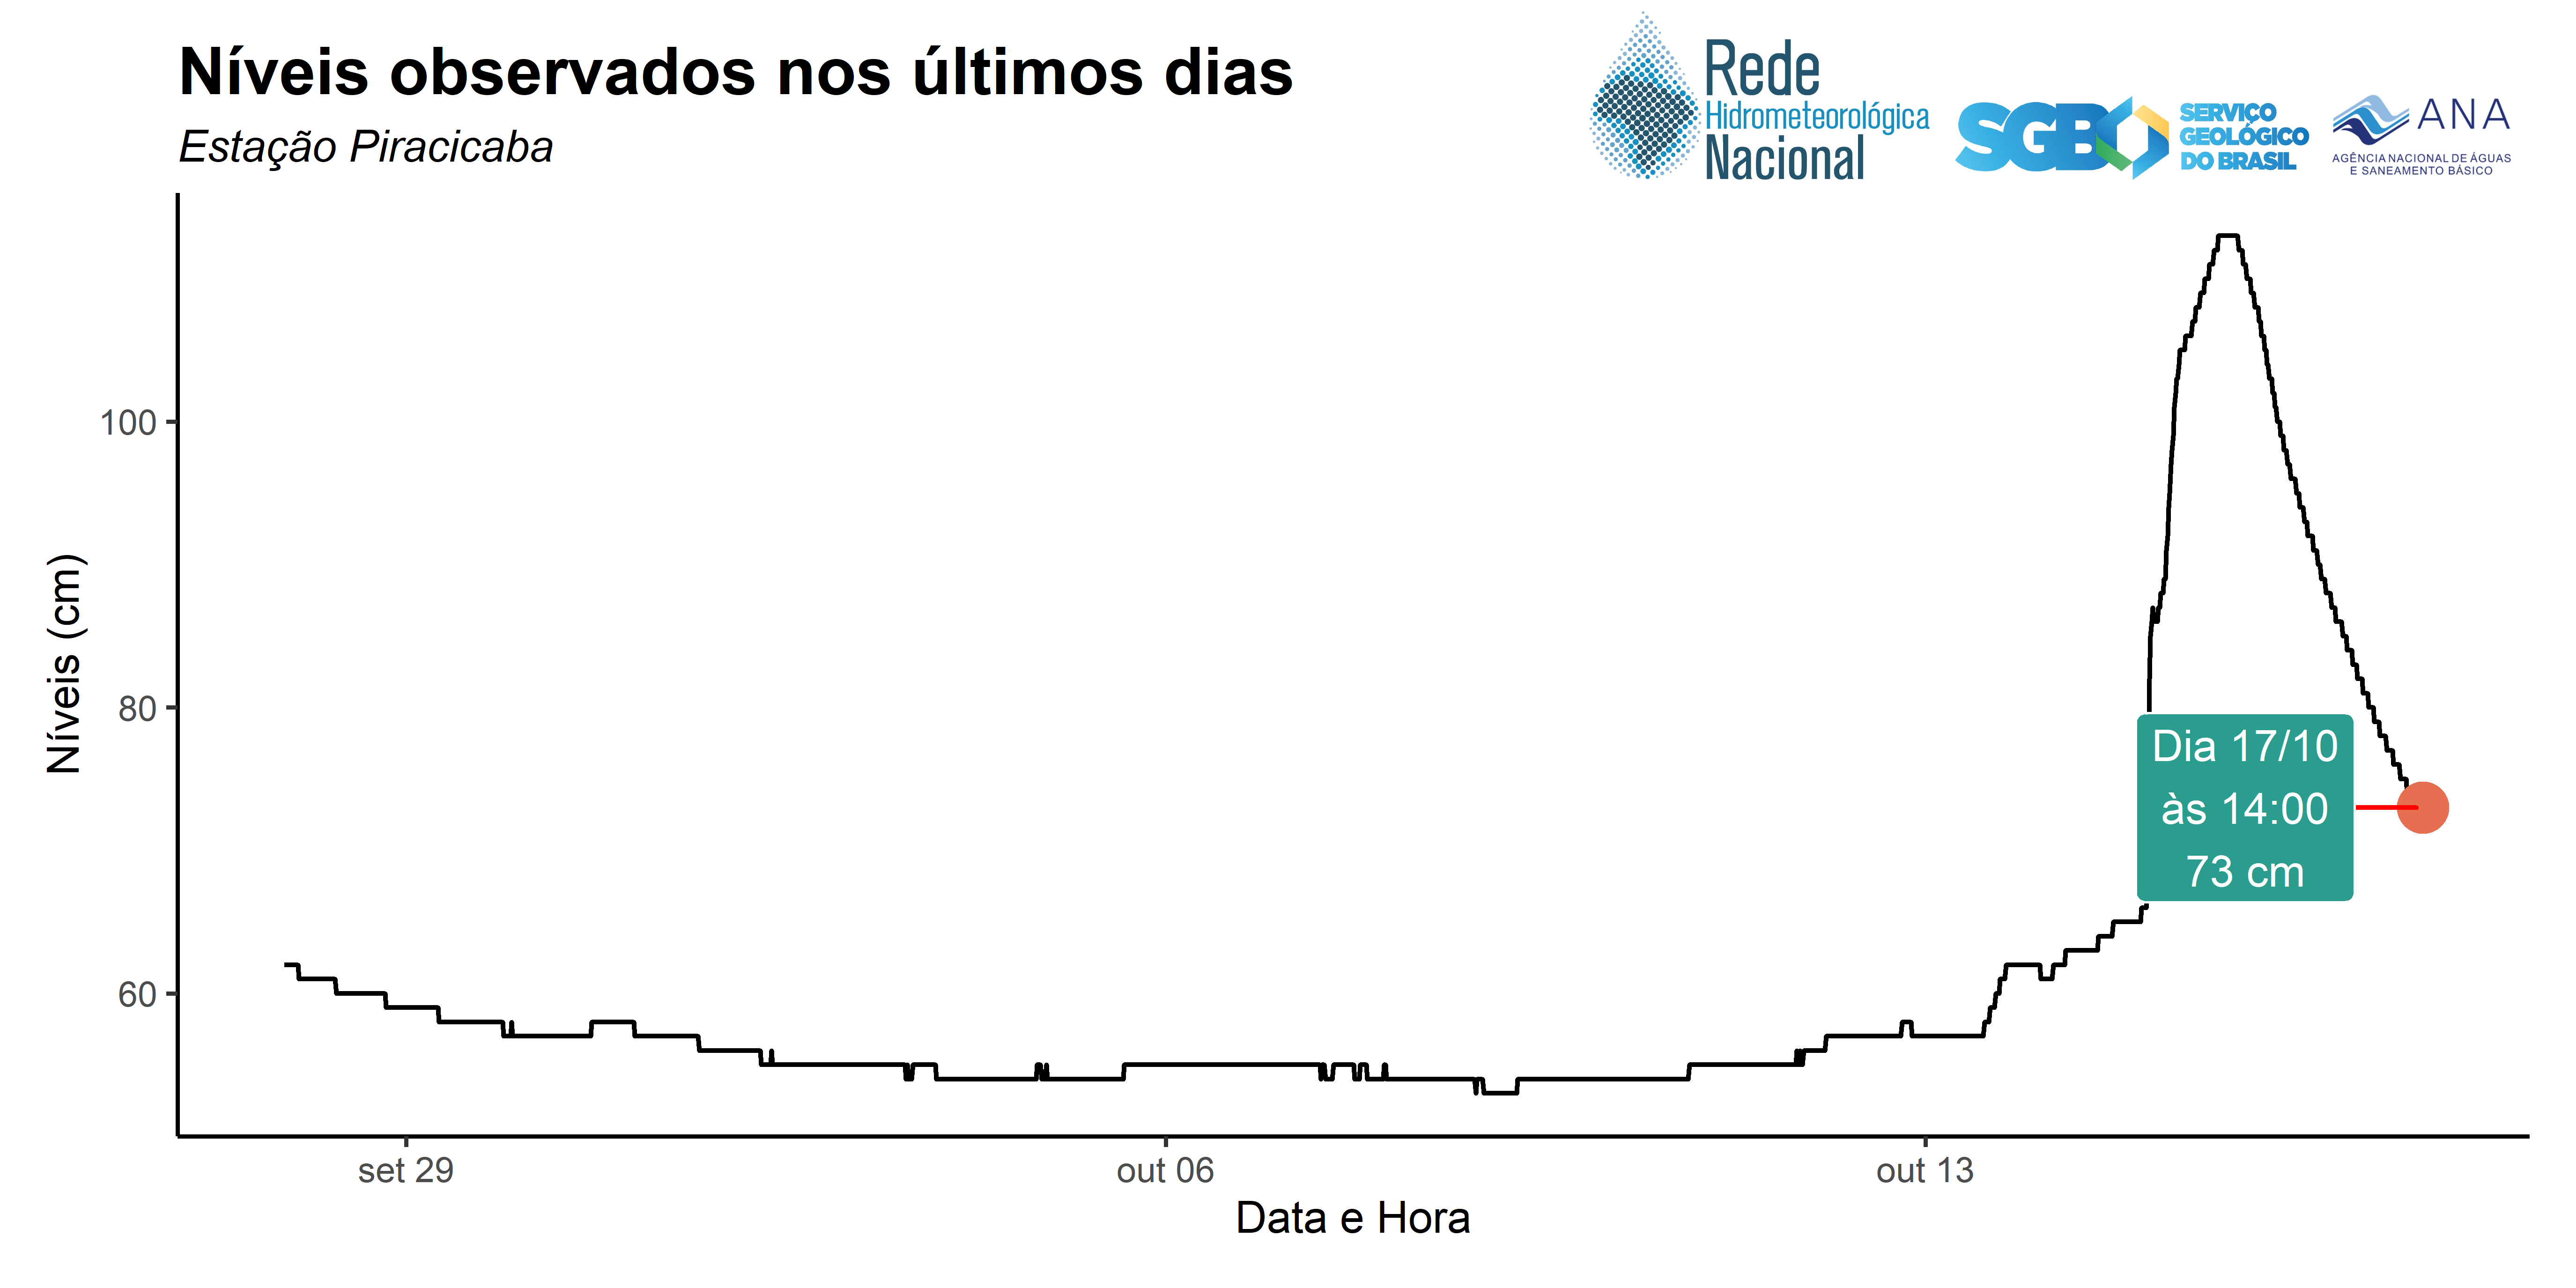 Níveis observados nos últimos dias
Estação Piracicaba
Rede
Hidrometeorológica
Nacional
SGB
SERVIÇO
GEOLÓGICO
DO BRASIL
ANA
AGÊNCIA NACIONAL DE ÁGUAS
E SANEAMENTO BÁSICO
Níveis (cm)
100
80
60
Dia 17/10
às 14:00
73 cm
set 29
out 06
out 13
Data e Hora